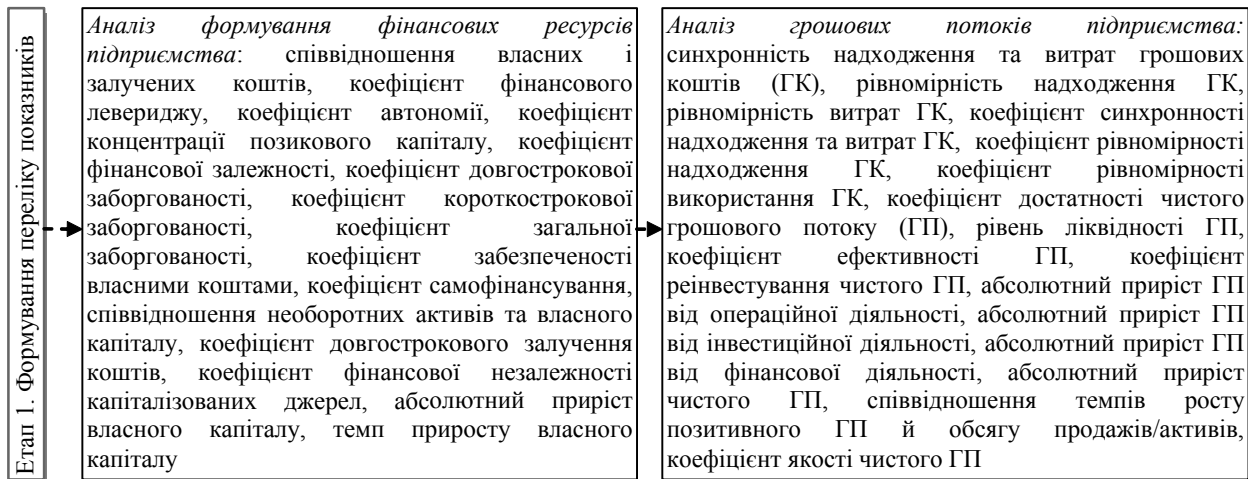 Етап 1. Формування переліку показників
Аналіз формування фінансових ресурсів
підприємства: співвідношення власних і
залучених коштів, коефіцієнт фінансового
левериджу, коефіцієнт автономії, коефіцієнт
концентрації позикового капіталу, коефіцієнт
фінансової залежності, коефіцієнт довгострокової
заборгованості, коефіцієнт короткострокової
заборгованості, коефіцієнт загальної
заборгованості, коефіцієнт забезпеченості
власними коштами, коефіцієнт самофінансування,
співвідношення необоротних активів та власного
капіталу, коефіцієнт довгострокового залучення
коштів, коефіцієнт фінансової незалежності
капіталізованих джерел, абсолютний приріст
власного капіталу, темп приросту власного
капіталу
Аналіз грошових потоків підприємства:
синхронність надходження та витрат грошових
коштів (ГК), рівномірність надходження ГК,
рівномірність витрат ГК, коефіцієнт синхронності
надходження та витрат ГК, коефіцієнт рівномірності
надходження ГК, коефіцієнт рівномірності
використання ГК, коефіцієнт достатності чистого
грошового потоку (ГП), рівень ліквідності ГП,
коефіцієнт ефективності ГП, коефіцієнт
реінвестування чистого ГП, абсолютний приріст ГП
від операційної діяльності, абсолютний приріст ГП
від інвестиційної діяльності, абсолютний приріст ГП
від фінансової діяльності, абсолютний приріст
чистого ГП, співвідношення темпів росту
позитивного ГП й обсягу продажів/активів,
коефіцієнт якості чистого ГП